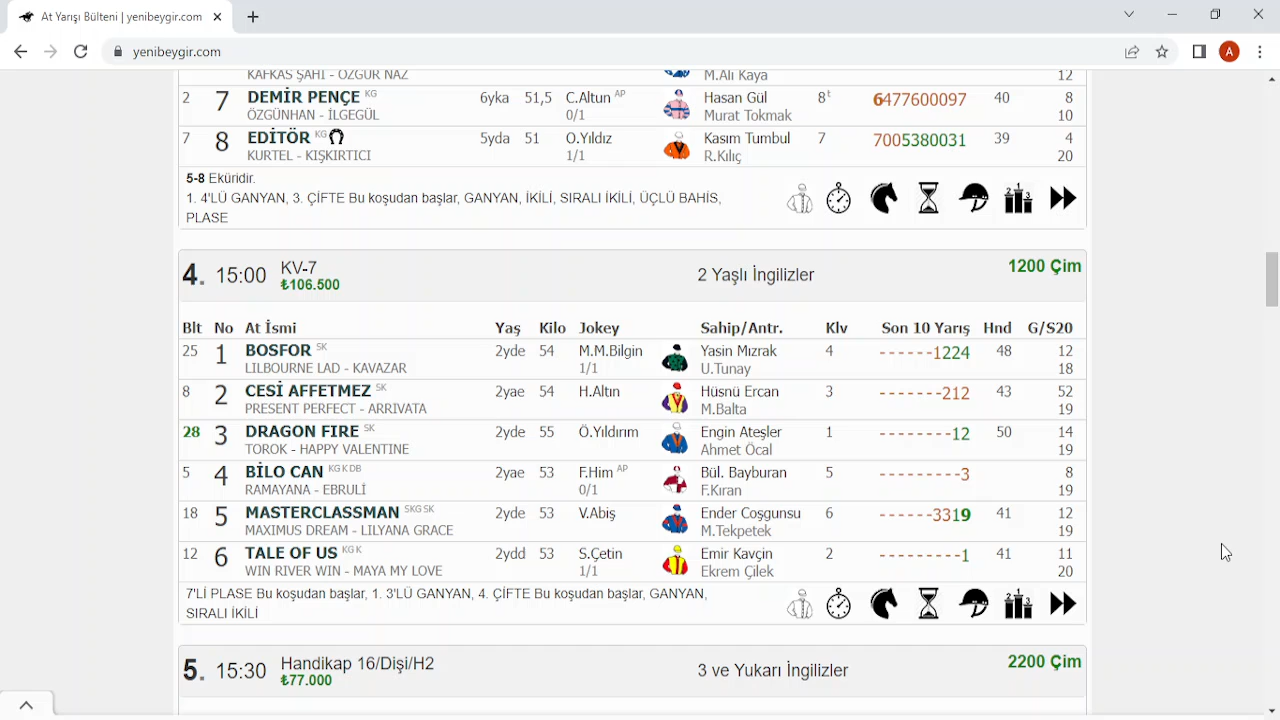 At Yarışı Bülteni | yenibeygir.com
yenibeygir.com
A
KAFKAS ŞAHI - ÖZGÜR NAZ M.Ali Kaya 12
2 7 DEMİR PENÇE KG 6yka 51,5 C.Altun AP Hasan Gül 8t 6477600097 40 8
ÖZGÜNHAN - İLGEGÜL 0/1 Murat Tokmak 10
7 8 EDİTÖR KG 5yda 51 O.Yıldız Kasım Tumbul 7 7005380031 39 4
KURTEL - KIŞKIRTICI 1/1 R.Kılıç 20
5-8 Eküridir.
1. 4'LÜ GANYAN, 3. ÇİFTE Bu koşudan başlar, GANYAN, İKİLİ, SIRALI İKİLİ, ÜÇLÜ BAHİS,
PLASE
4. 15:00 KV-7 2 Yaşlı İngilizler 1200 Çim
₺106.500
Blt No At İsmi Yaş Kilo Jokey Sahip/Antr. Klv Son 10 Yarış Hnd G/S20
25 1 BOSFOR SK 2yde 54 M.M.Bilgin Yasin Mızrak 4 ------1224 48 12
LILBOURNE LAD - KAVAZAR 1/1 U.Tunay 18
8 2 CESİ AFFETMEZ SK 2yae 54 H.Altın Hüsnü Ercan 3 -------212 43 52
PRESENT PERFECT - ARRIVATA M.Balta 19
28 3 DRAGON FIRE SK 2yde 55 Ö.Yıldırım Engin Ateşler 1 --------12 50 14
TOROK - HAPPY VALENTINE Ahmet Öcal 19
5 4 BİLO CAN KG K DB 2yae 53 F.Him AP Bül. Bayburan 5 ---------3 8
RAMAYANA - EBRULİ 0/1 F.Kıran 19
18 5 MASTERCLASSMAN SKG SK 2yde 53 V.Abiş Ender Coşgunsu 6 ------3319 41 12
MAXIMUS DREAM - LILYANA GRACE M.Tekpetek 19
12 6 TALE OF US KG K 2ydd 53 S.Çetin Emir Kavçin 2 ---------1 41 11
WIN RIVER WIN - MAYA MY LOVE 1/1 Ekrem Çilek 20
7'Lİ PLASE Bu koşudan başlar, 1. 3'LÜ GANYAN, 4. ÇİFTE Bu koşudan başlar, GANYAN,
SIRALI İKİLİ
5. 15:30 Handikap 16/Dişi/H2 3 ve Yukarı İngilizler 2200 Çim
₺77.000